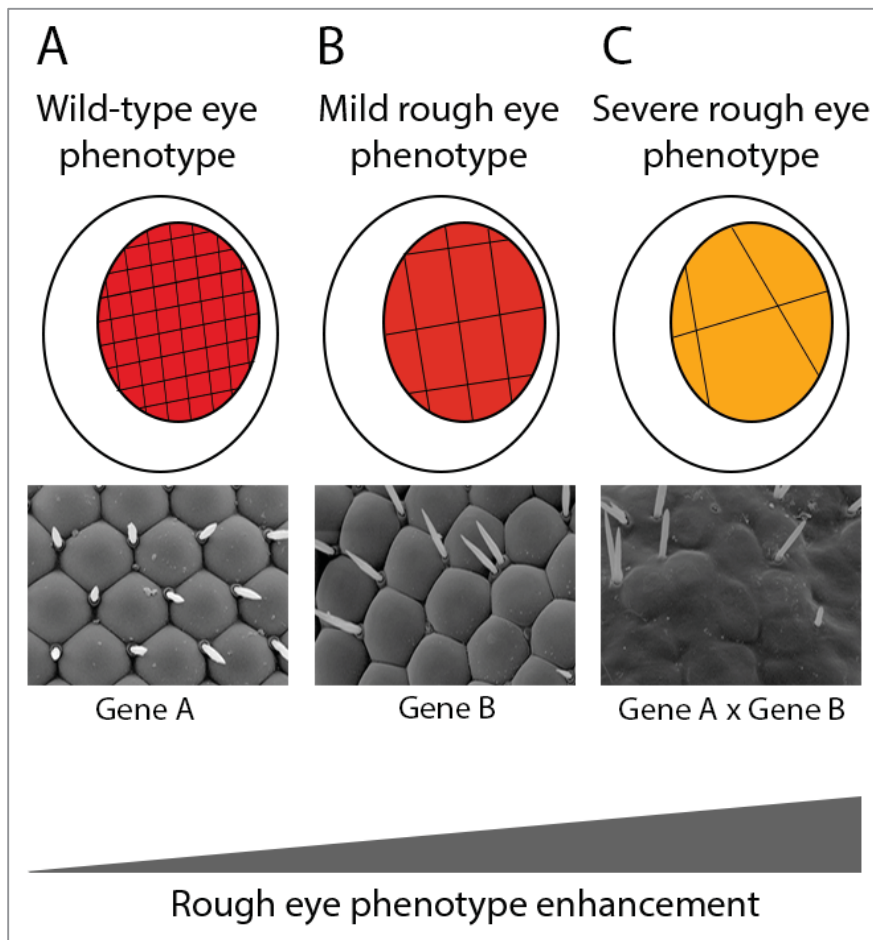 A
B
C
Wild-type eye
phenotype
Mild rough eye
phenotype
Severe rough eye
phenotype
Gene A
Gene B
Gene A x Gene B
Rough eye phenotype enhancement